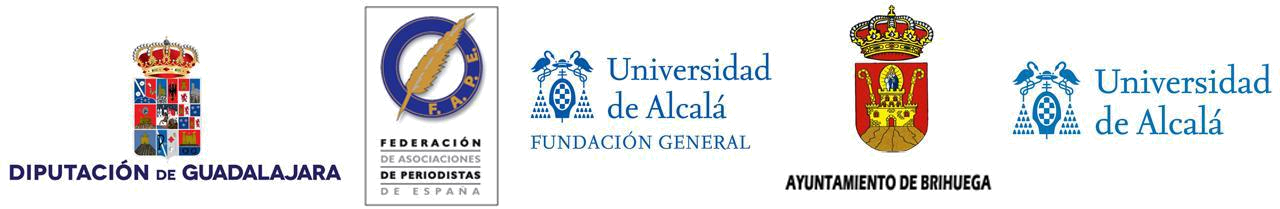 DIPUTACIÓN DE GUADALAJARA
F.A.P.E.
FEDERACIÓN
DE ASOCIACIONES
DE PERIODISTAS
DE ESPAÑA
Universidad
de Alcalá
FUNDACIÓN GENERAL
AYUNTAMIENTO DE BRIHUEGA
Universidad
de Alcalá